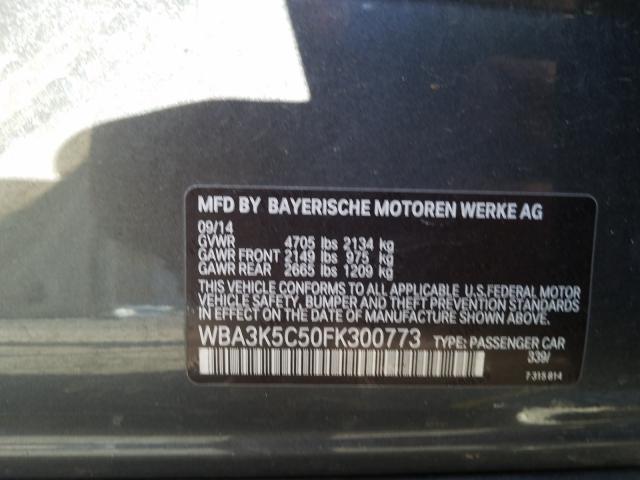 MFD BY BAYERISCHE MOTOREN WERKE AG
09/14
GVWR 4705 lbs 2134 kg
GAWR FRONT 2149 lbs 975 kg
GAWR REAR 2665 lbs 1209 kg
THIS VEHICLE CONFORMS TO ALL APPLICABLE U.S.FEDERAL MOTOR
VEHICLE SAFETY, BUMPER AND THEFT PREVENTION STANDARDS
IN EFFECT ON THE DATE OF MANUFACTURE SHOWN ABOVE.
WBA3K5C50FK300773 TYPE: PASSENGER CAR
339/
7 315 814